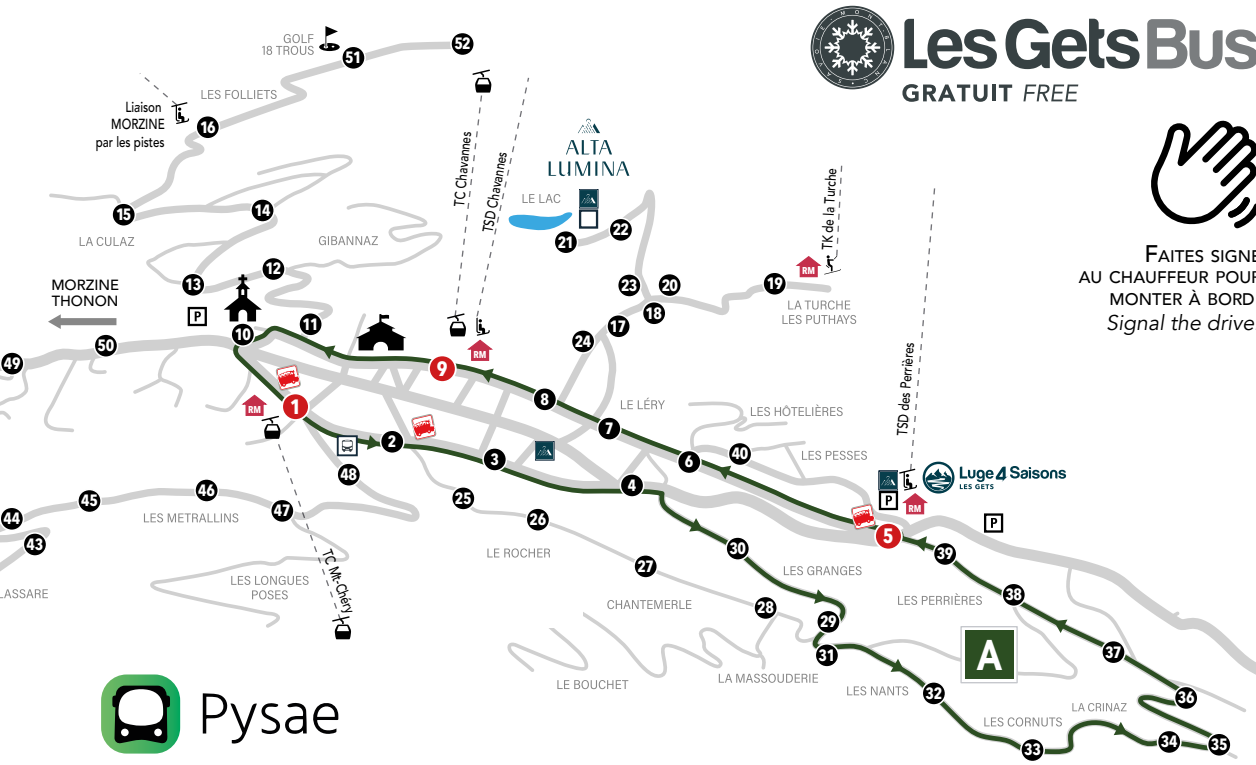 GOLF
18 TROUS
51
52
LES FOLLIETS
Liaison
MORZINE
par les pistes
16
15
14
LA CULAZ
GIBANNAZ
13
12
MORZINE
THONON
P
10
11
50
49
TC Chavannes
TSD Chavannes
ALTA
LUMINA
LE LAC
21
22
23
20
19
18
17
24
RM
TK de la Turche
LA TURCHE
LES PUTHAYS
SAVOIE MONT BLANC
Les Gets Bus
GRATUIT FREE
FAITES SIGNE
AU CHAUFFEUR POUR
MONTER À BORD
Signal the drive
RM
9
8
7
LE LÉRY
LES HÔTELIÈRES
6
40
LES PESSES
TSD des Perrières
Luge 4 Saisons
LES GETS
P
RM
P
5
RM
1
2
3
4
48
47
46
45
44
43
LES METRALLINS
LASSARE
LES LONGUES
POSES
TC Mt-Chéry
25
26
LE ROCHER
27
CHANTEMERLE
28
30
LES GRANGES
29
31
LES PERRIÈRES
39
38
37
36
35
34
33
32
A
LE BOUCHET
LA MASSOUDERIE
LES NANTS
LES CORNUTS
LA CRINAZ
Pysae